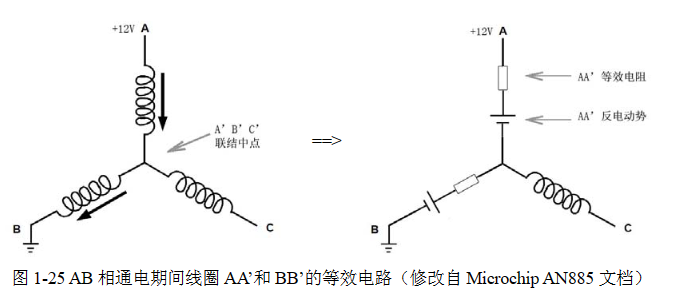 +12V A
A' B' C'
联结中点
B
C
==>
+12V A
AA' 等效电阻
AA' 反电动势
B
C
图 1-25 AB 相通电期间线圈 AA'和 BB'的等效电路（修改自 Microchip AN885 文档）